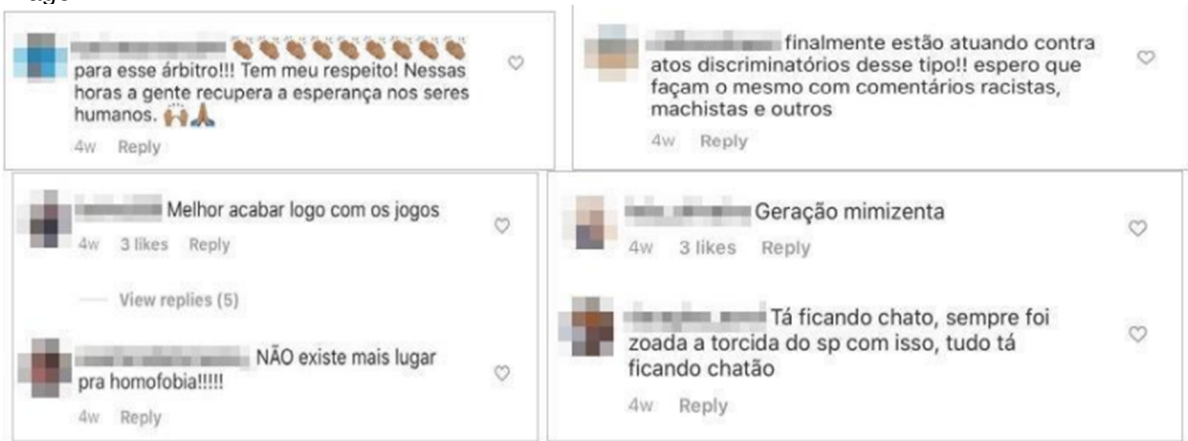 👏🏽👏🏽👏🏽👏🏽👏🏽👏🏽👏🏽👏🏽👏🏽
para esse árbitro!!! Tem meu respeito! Nessas
horas a gente recupera a esperança nos seres
humanos. 🙌🏽🙏🏽
4w Reply
finalmente estão atuando contra
atos discriminatórios desse tipo!! espero que
façam o mesmo com comentários racistas,
machistas e outros
4w Reply
Melhor acabar logo com os jogos
4w 3 likes Reply
View replies (5)
NÃO existe mais lugar
pra homofobia!!!!!
4w Reply
Geração mimizenta
4w 3 likes Reply
Tá ficando chato, sempre foi
zoada a torcida do sp com isso, tudo tá
ficando chatão
4w Reply